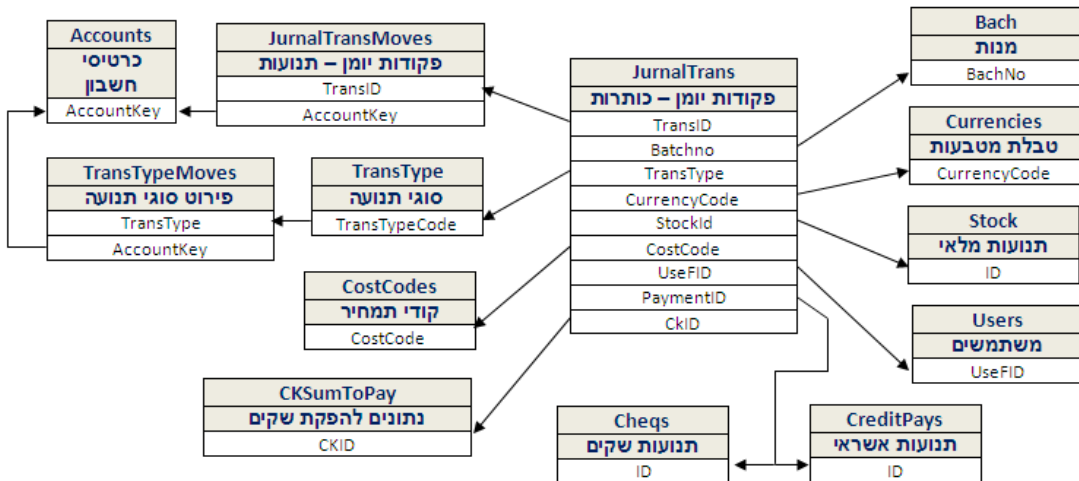 Accounts
כרטיסי
חשבון
AccountKey
JurnalTransMoves
פקודות יומן – תנועות
TransID
AccountKey
JurnalTrans
פקודות יומן – כותרות
TransID
Batchno
TransType
CurrencyCode
StockId
CostCode
UseFID
PaymentID
CkID
Bach
מנות
BachNo
Currencies
טבלת מטבעות
CurrencyCode
TransTypeMoves
פירוט סוגי תנועה
TransType
AccountKey
TransType
סוגי תנועה
TransTypeCode
Stock
תנועות מלאי
ID
CostCodes
קודי תמחיר
CostCode
Users
משתמשים
UseFID
CKSumToPay
נתונים להפקת שקים
CKID
Cheqs
תנועות שקים
ID
CreditPays
תנועות אשראי
ID